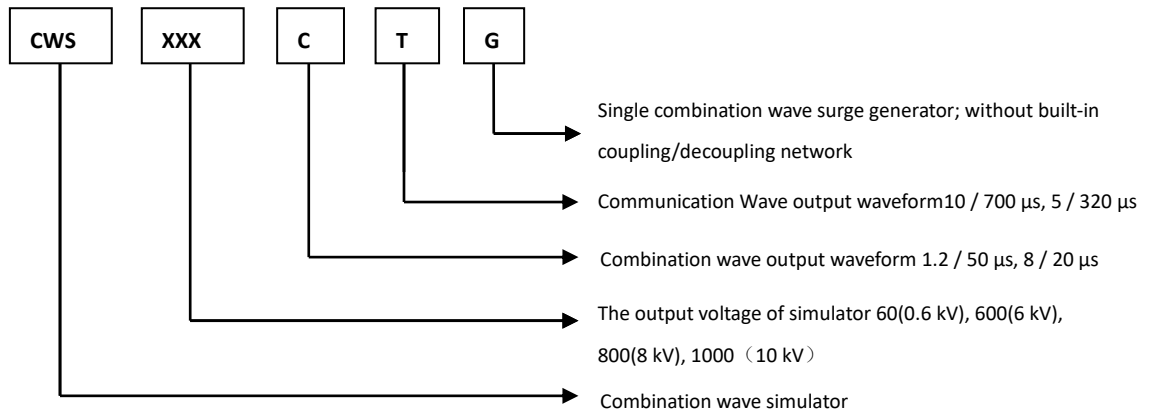 CWS XXX C T G
Single combination wave surge generator; without built-in
coupling/decoupling network
Communication Wave output waveform10 / 700 μs, 5 / 320 μs
Combination wave output waveform 1.2 / 50 μs, 8 / 20 μs
The output voltage of simulator 60(0.6 kV), 600(6 kV),
800(8 kV), 1000（10 kV）
Combination wave simulator